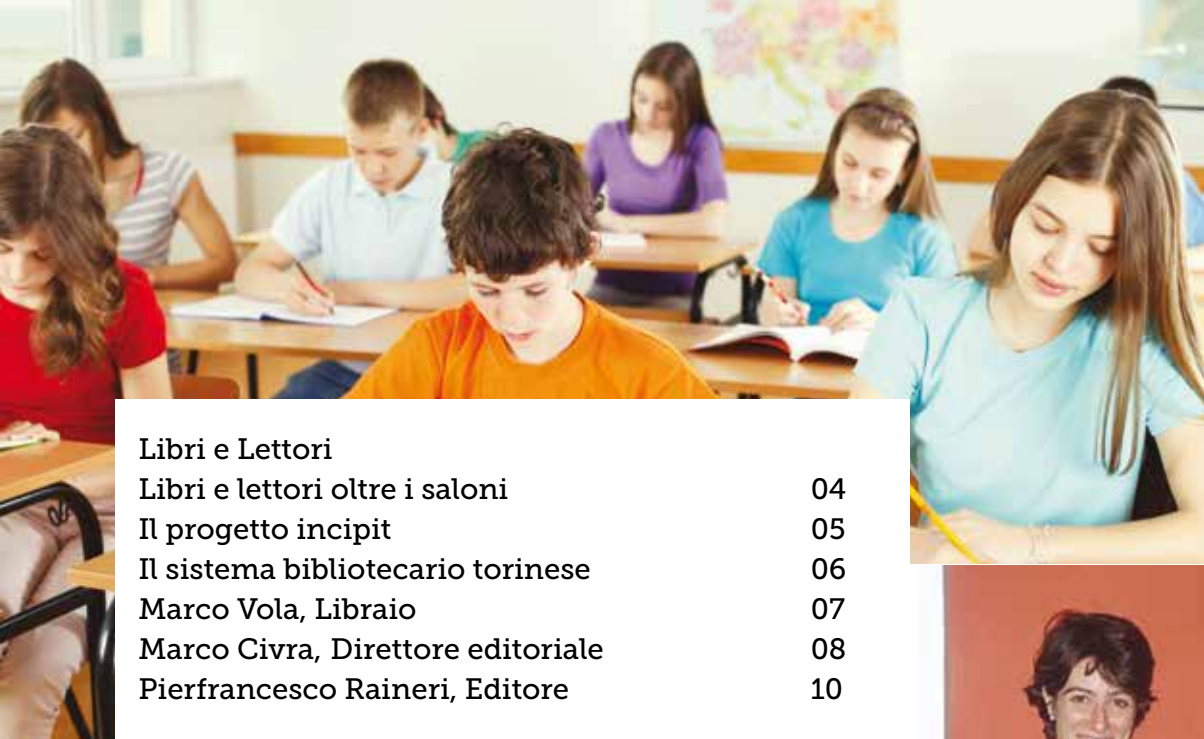 Libri e Lettori
Libri e lettori oltre i saloni 04
Il progetto incipit 05
Il sistema bibliotecario torinese 06
Marco Vola, Libraio 07
Marco Civra, Direttore editoriale 08
Pierfrancesco Raineri, Editore 10